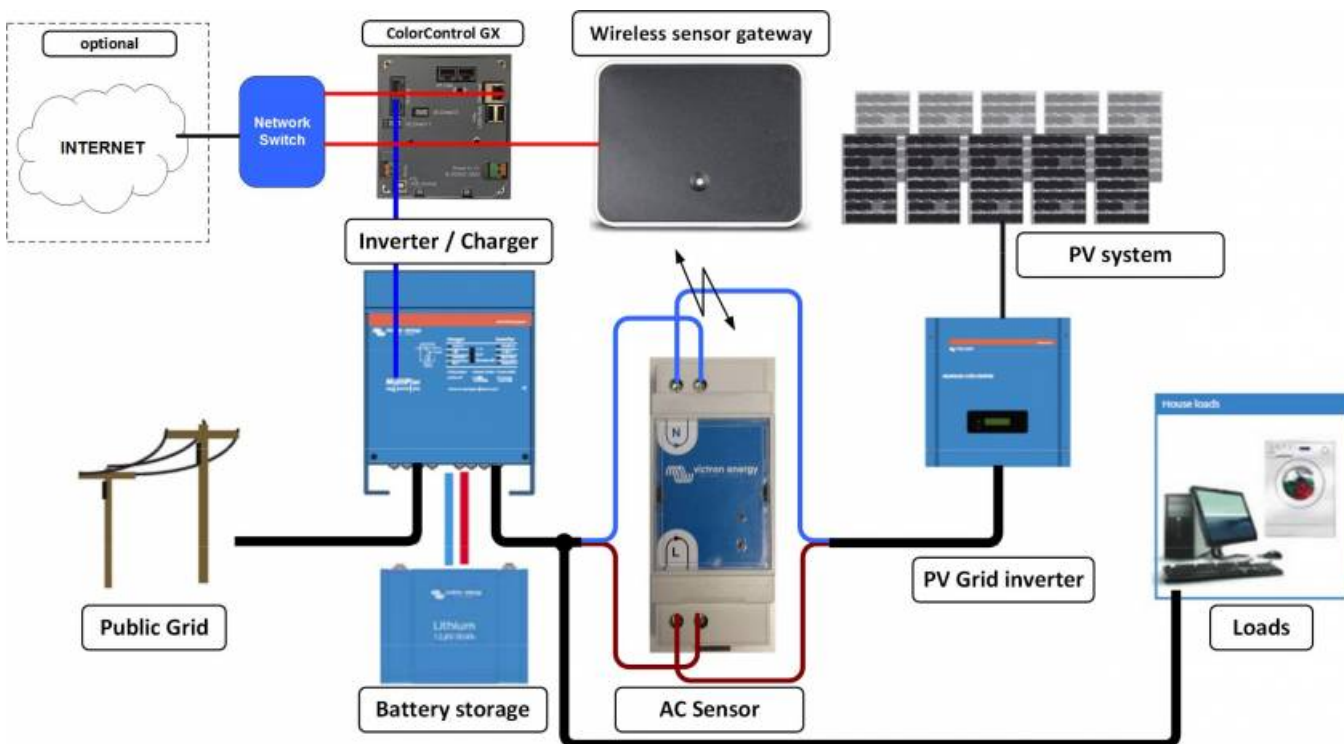 optional
INTERNET
Network
Switch
ColorControl GX
Wireless sensor gateway
Inverter / Charger
PV system
Public Grid
Lithium
Battery storage
N
victron energy
L
AC Sensor
PV Grid inverter
House loads
Loads